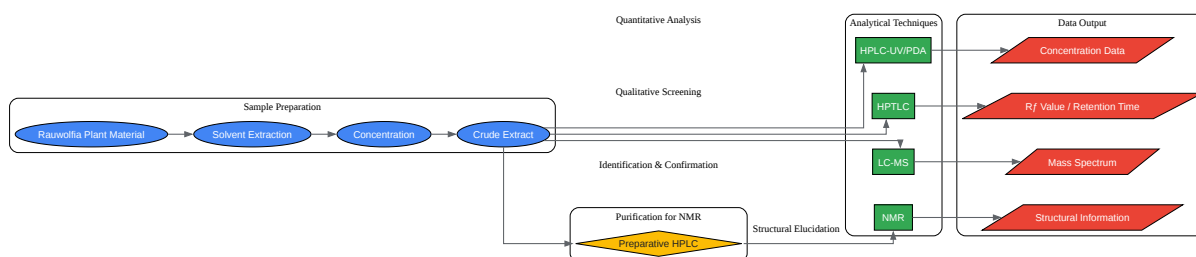 Quantitative Analysis
Analytical Techniques
Data Output
HPLC-UV/PDA
Concentration Data
Qualitative Screening
Sample Preparation
HPTLC
Rƒ Value / Retention Time
Rauwolfia Plant Material
Solvent Extraction
Concentration
Crude Extract
Identification & Confirmation
LC-MS
Mass Spectrum
Purification for NMR
Structural Elucidation
NMR
Structural Information
Preparative HPLC